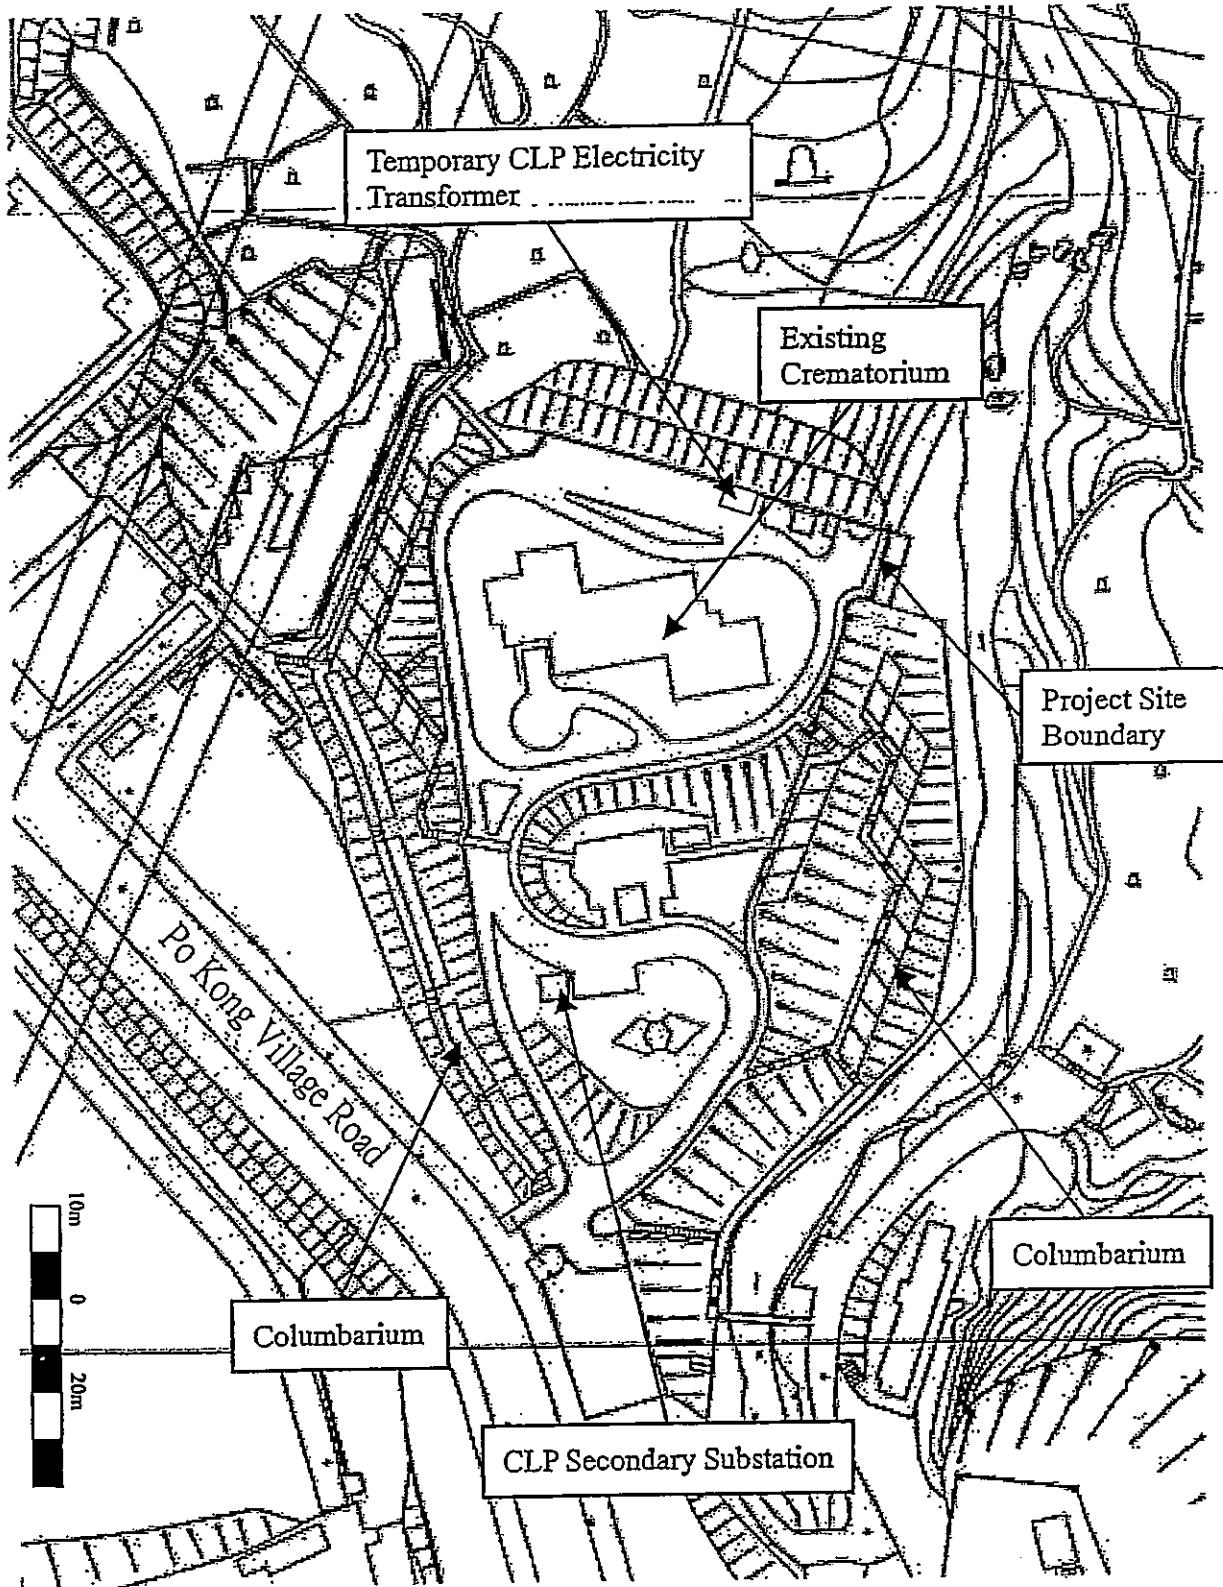 Temporary CLP Electricity
Transformer
Existing
Crematorium
Project Site
Boundary
Po Kong Village Road
10m
0
20m
Columbarium
Columbarium
CLP Secondary Substation